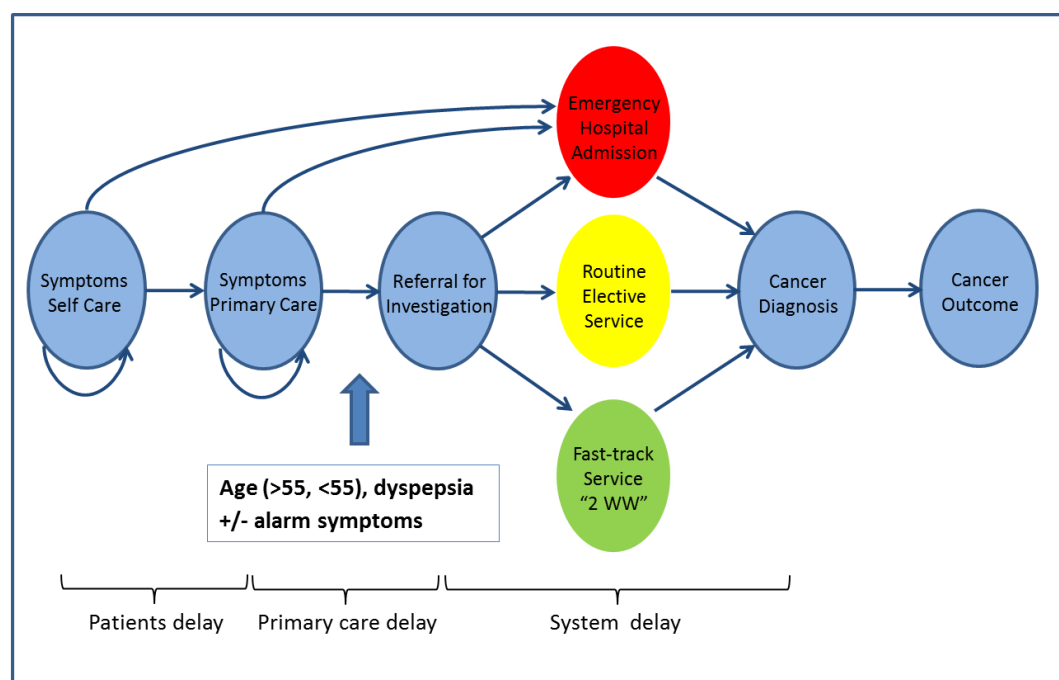 Emergency
Hospital
Admission
Symptoms
Self Care
Symptoms
Primary Care
Referral for
Investigation
Routine
Elective
Service
Cancer
Diagnosis
Cancer
Outcome
Fast-track
Service
“2 WW”
Age (>55, <55), dyspepsia
+/- alarm symptoms
Patients delay
Primary care delay
System delay